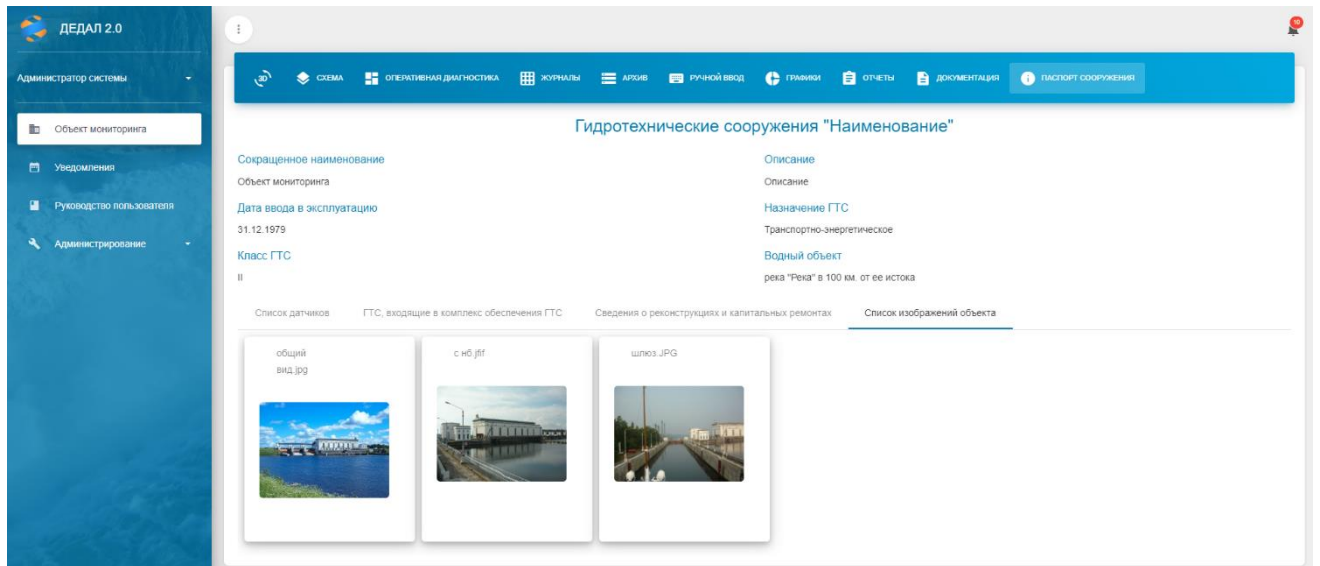 ДЕДАЛ 2.0
10
Администратор системы
3D
СХЕМА
ОПЕРАТИВНАЯ ДИАГНОСТИКА
ЖУРНАЛЫ
АРХИВ
РУЧНОЙ ВВОД
ГРАФИКИ
ОТЧЕТЫ
ДОКУМЕНТАЦИЯ
ПАСПОРТ СООРУЖЕНИЯ
Объект мониторинга
Уведомления
Руководство пользователя
Администрирование
Гидротехнические сооружения "Наименование"
Сокращенное наименование
Объект мониторинга
Описание
Описание
Дата ввода в эксплуатацию
31.12.1979
Назначение ГТС
Транспортно-энергетическое
Класс ГТС
II
Водный объект
река "Река" в 100 км. от ее истока
Список датчиков
ГТС, входящие в комплекс обеспечения ГТС
Сведения о реконструкциях и капитальных ремонтах
Список изображений объекта
общий
вид.jpg
с нб.jfif
шлюз.JPG